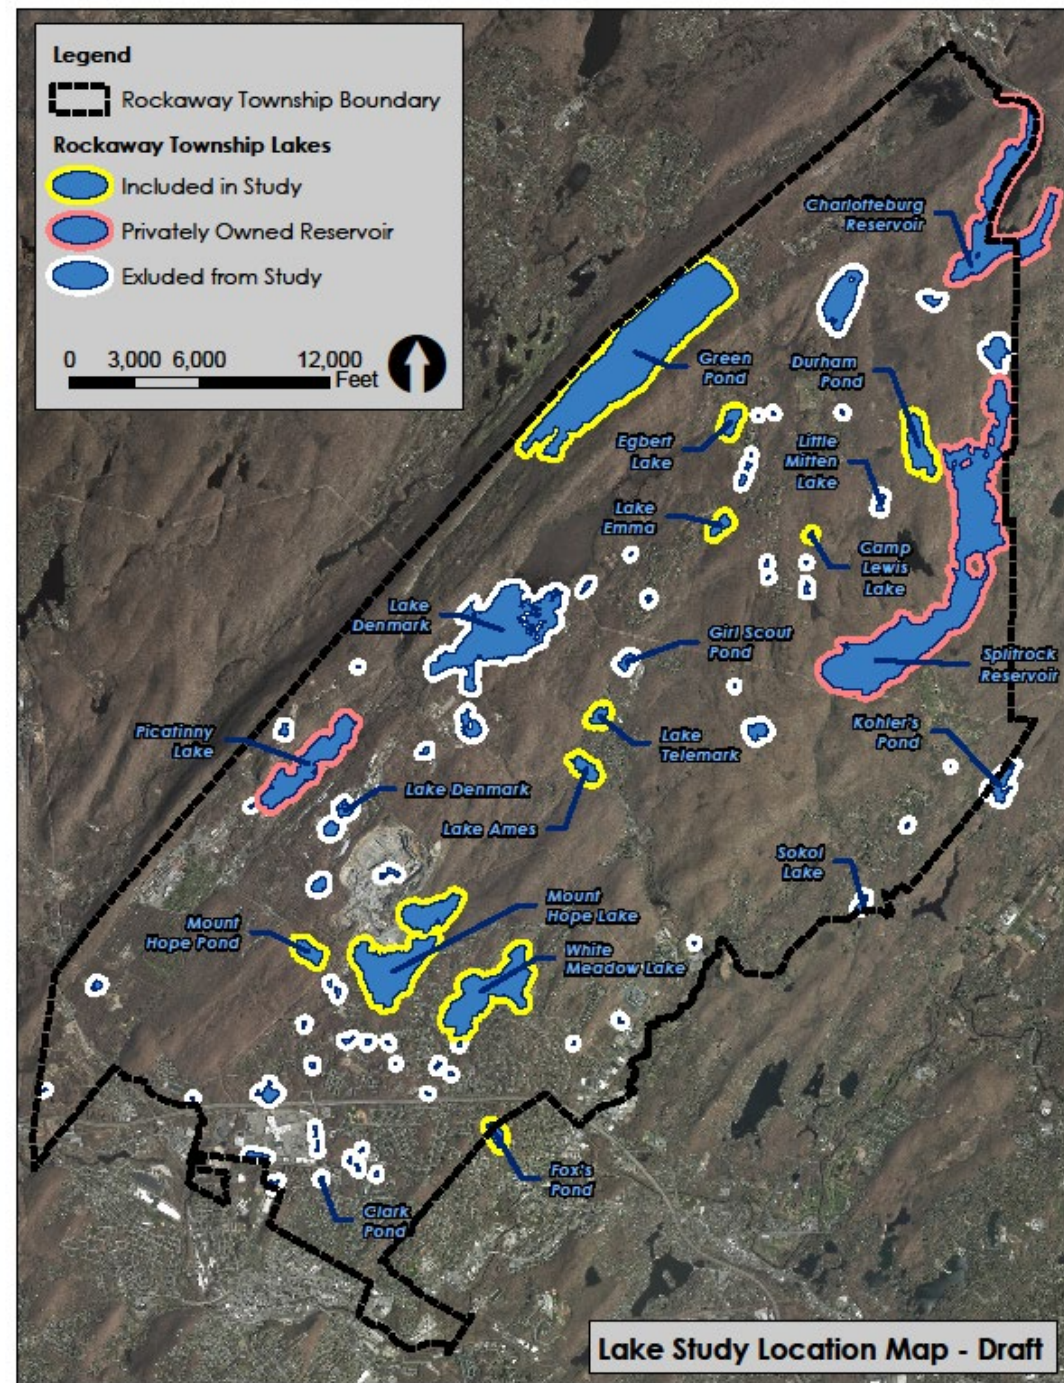 Legend
Rockaway Township Boundary
Rockaway Township Lakes
Included in Study
Privately Owned Reservoir
Exluded from Study
0 3,000 6,000 12,000
Feet
Charlotteburg
Reservoir
Green
Pond
Durham
Pond
Egbert
Lake
Little
Mitten
Lake
Lake
Emma
Camp
Lewis
Lake
Lake
Denmark
Girl Scout
Pond
Splitrock
Reservoir
Picatinny
Lake
Lake
Telemark
Kohler's
Pond
Lake Denmark
Lake Ames
Sokol
Lake
Mount
Hope Pond
Mount
Hope Lake
White
Meadow Lake
Fox's
Pond
Clark
Pond
Lake Study Location Map - Draft